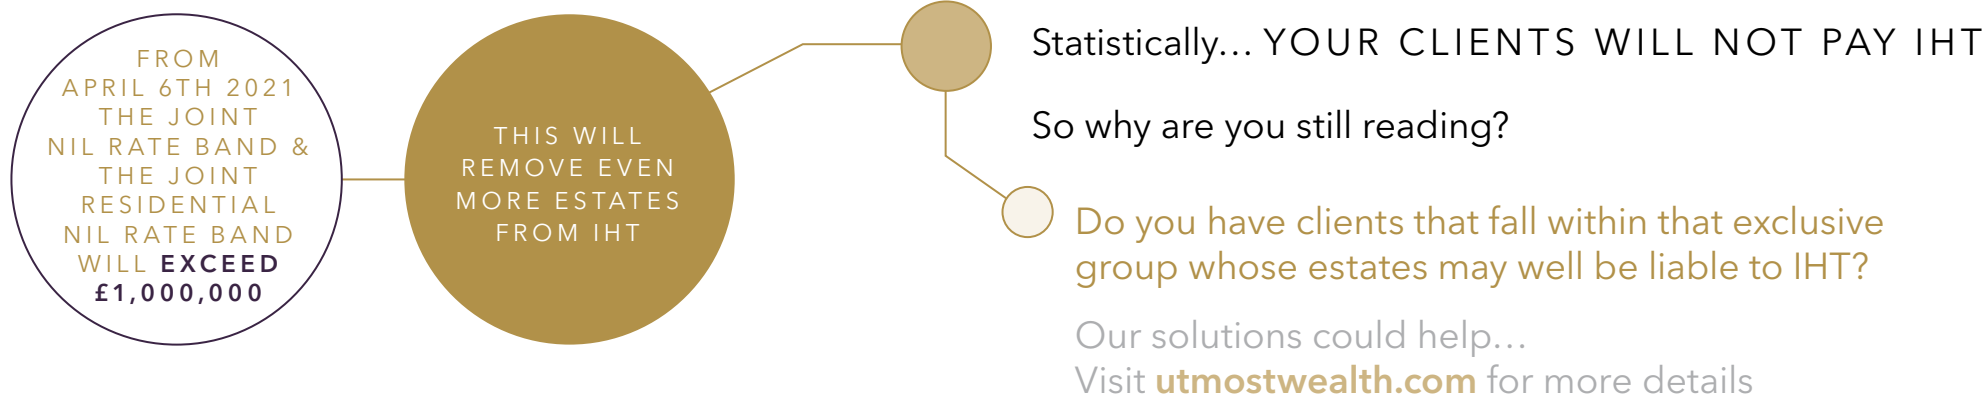 FROM
APRIL 6TH 2021
THE JOINT
NIL RATE BAND &
THE JOINT
RESIDENTIAL
NIL RATE BAND
WILL EXCEED
£1,000,000
THIS WILL
REMOVE EVEN
MORE ESTATES
FROM IHT
Statistically... YOUR CLIENTS WILL NOT PAY IHT
So why are you still reading?
Do you have clients that fall within that exclusive
group whose estates may well be liable to IHT?
Our solutions could help...
Visit utmostwealth.com for more details